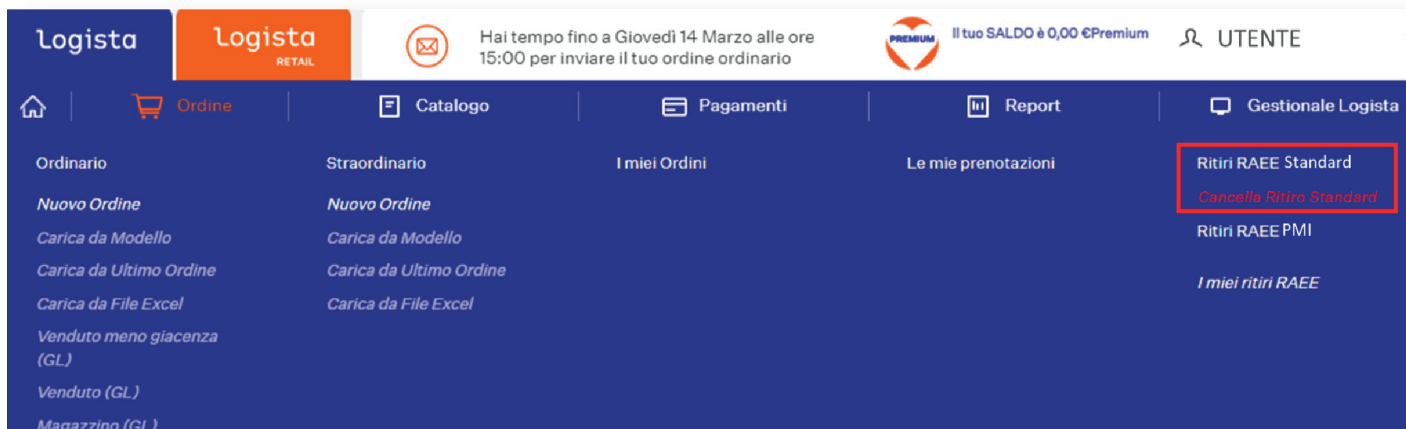 logista
logista
RETAIL
Hai tempo fino a Giovedì 14 Marzo alle ore
15:00 per inviare il tuo ordine ordinario
PREMIUM
Il tuo SALDO è 0,00 €Premium
UTENTE
Ordine
Catalogo
Pagamenti
Report
Gestionale Logista
Ordinario
Nuovo Ordine
Carica da Modello
Carica da Ultimo Ordine
Carica da File Excel
Venduto meno giacenza
(GL)
Venduto (GL)
Magazzino (GL)
Straordinario
Nuovo Ordine
Carica da Modello
Carica da Ultimo Ordine
Carica da File Excel
I miei Ordini
Le mie prenotazioni
Ritiri RAEE Standard
Cancella Ritiro Standard
Ritiri RAEE PMI
I miei ritiri RAEE